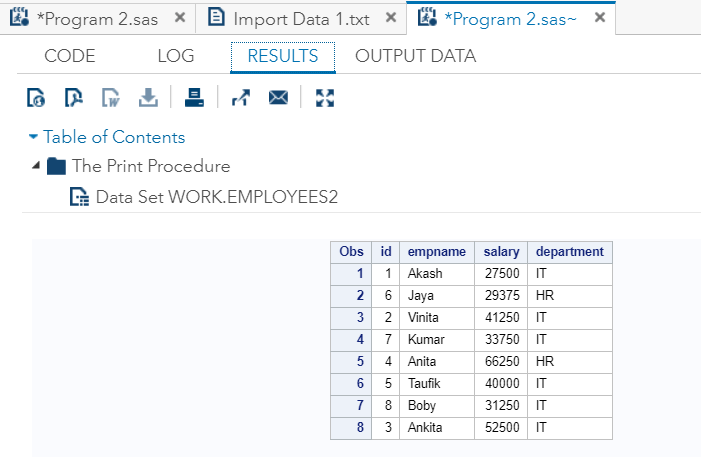 *Program 2.sas × Import Data 1.txt × *Program 2.sas~ ×
CODE LOG RESULTS OUTPUT DATA
Table of Contents
The Print Procedure
Data Set WORK.EMPLOYEES2
Obs id empname salary department
1 1 Akash 27500 IT
2 6 Jaya 29375 HR
3 2 Vinita 41250 IT
4 7 Kumar 33750 IT
5 4 Anita 66250 HR
6 5 Taufik 40000 IT
7 8 Boby 31250 IT
8 3 Ankita 52500 IT